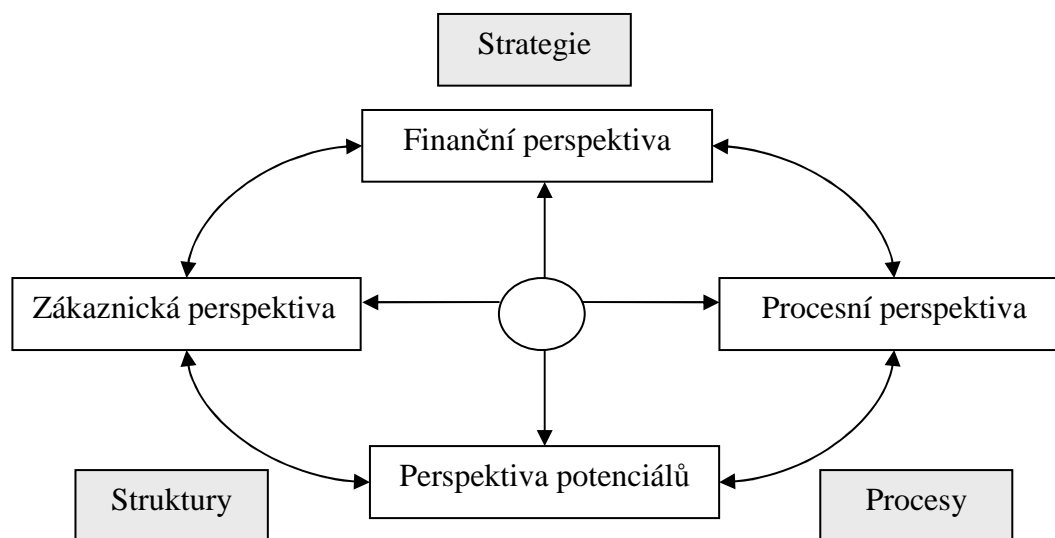 Strategie
Finanční perspektiva
Zákaznická perspektiva
Procesní perspektiva
Perspektiva potenciálů
Struktury
Procesy